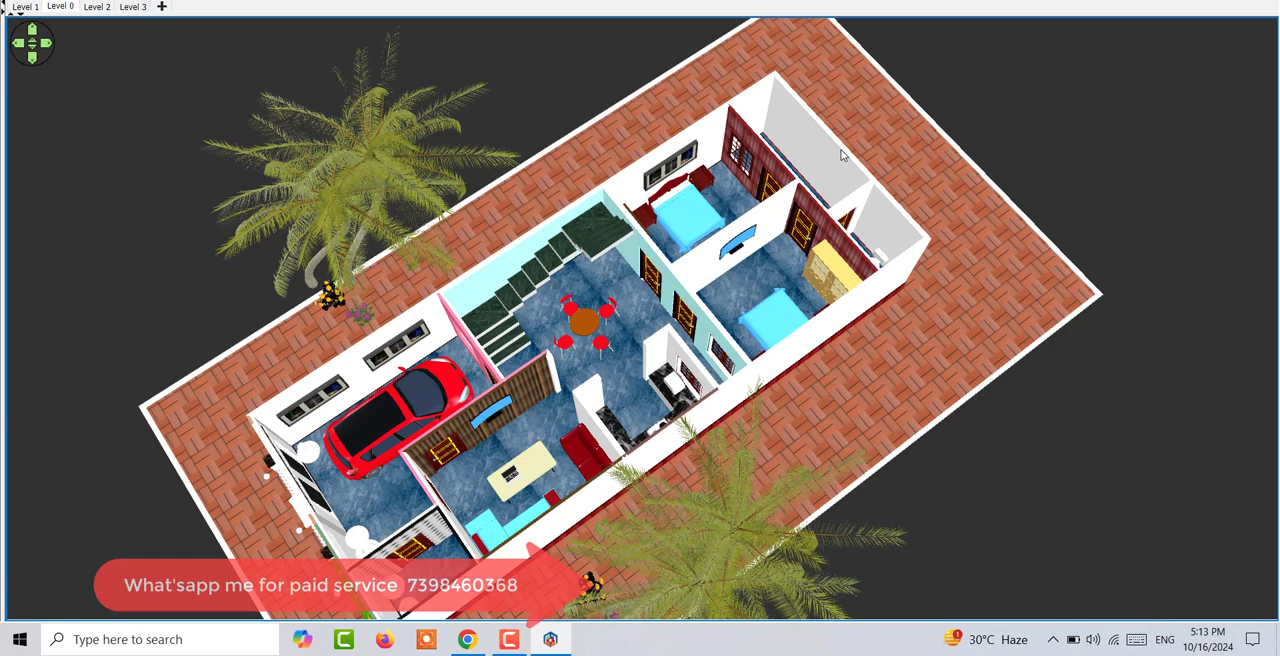 Level 1 Level 0 Level 2 Level 3
What'sapp me for paid service 7398460368
Type here to search
1
30°C Haze
ENG
5:13 PM
10/16/2024